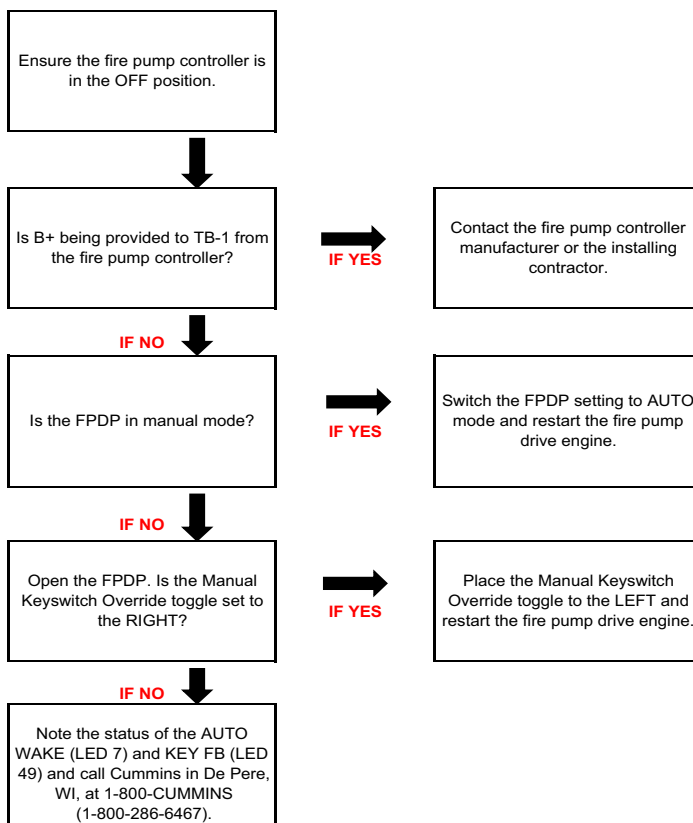 Ensure the fire pump controller is
in the OFF position.
Is B+ being provided to TB-1 from
the fire pump controller?
IF YES
Contact the fire pump controller
manufacturer or the installing
contractor.
IF NO
Is the FPDP in manual mode?
IF YES
Switch the FPDP setting to AUTO
mode and restart the fire pump
drive engine.
IF NO
Open the FPDP. Is the Manual
Keyswitch Override toggle set to
the RIGHT?
IF YES
Place the Manual Keyswitch
Override toggle to the LEFT and
restart the fire pump drive engine.
IF NO
Note the status of the AUTO
WAKE (LED 7) and KEY FB (LED
49) and call Cummins in De Pere,
WI, at 1-800-CUMMINS
(1-800-286-6467).